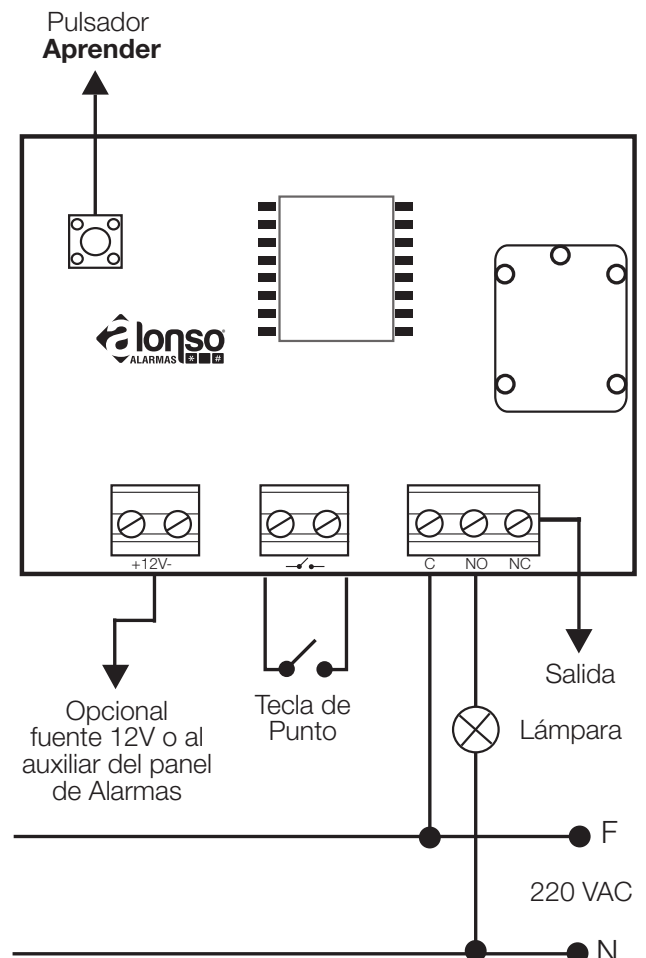 Pulsador
Aprender
alonso
ALARMAS * #
+12V-
C NO NC
Salida
Opcional
fuente 12V o al
auxiliar del panel
de Alarmas
Tecla de
Punto
Lámpara
F
220 VAC
N